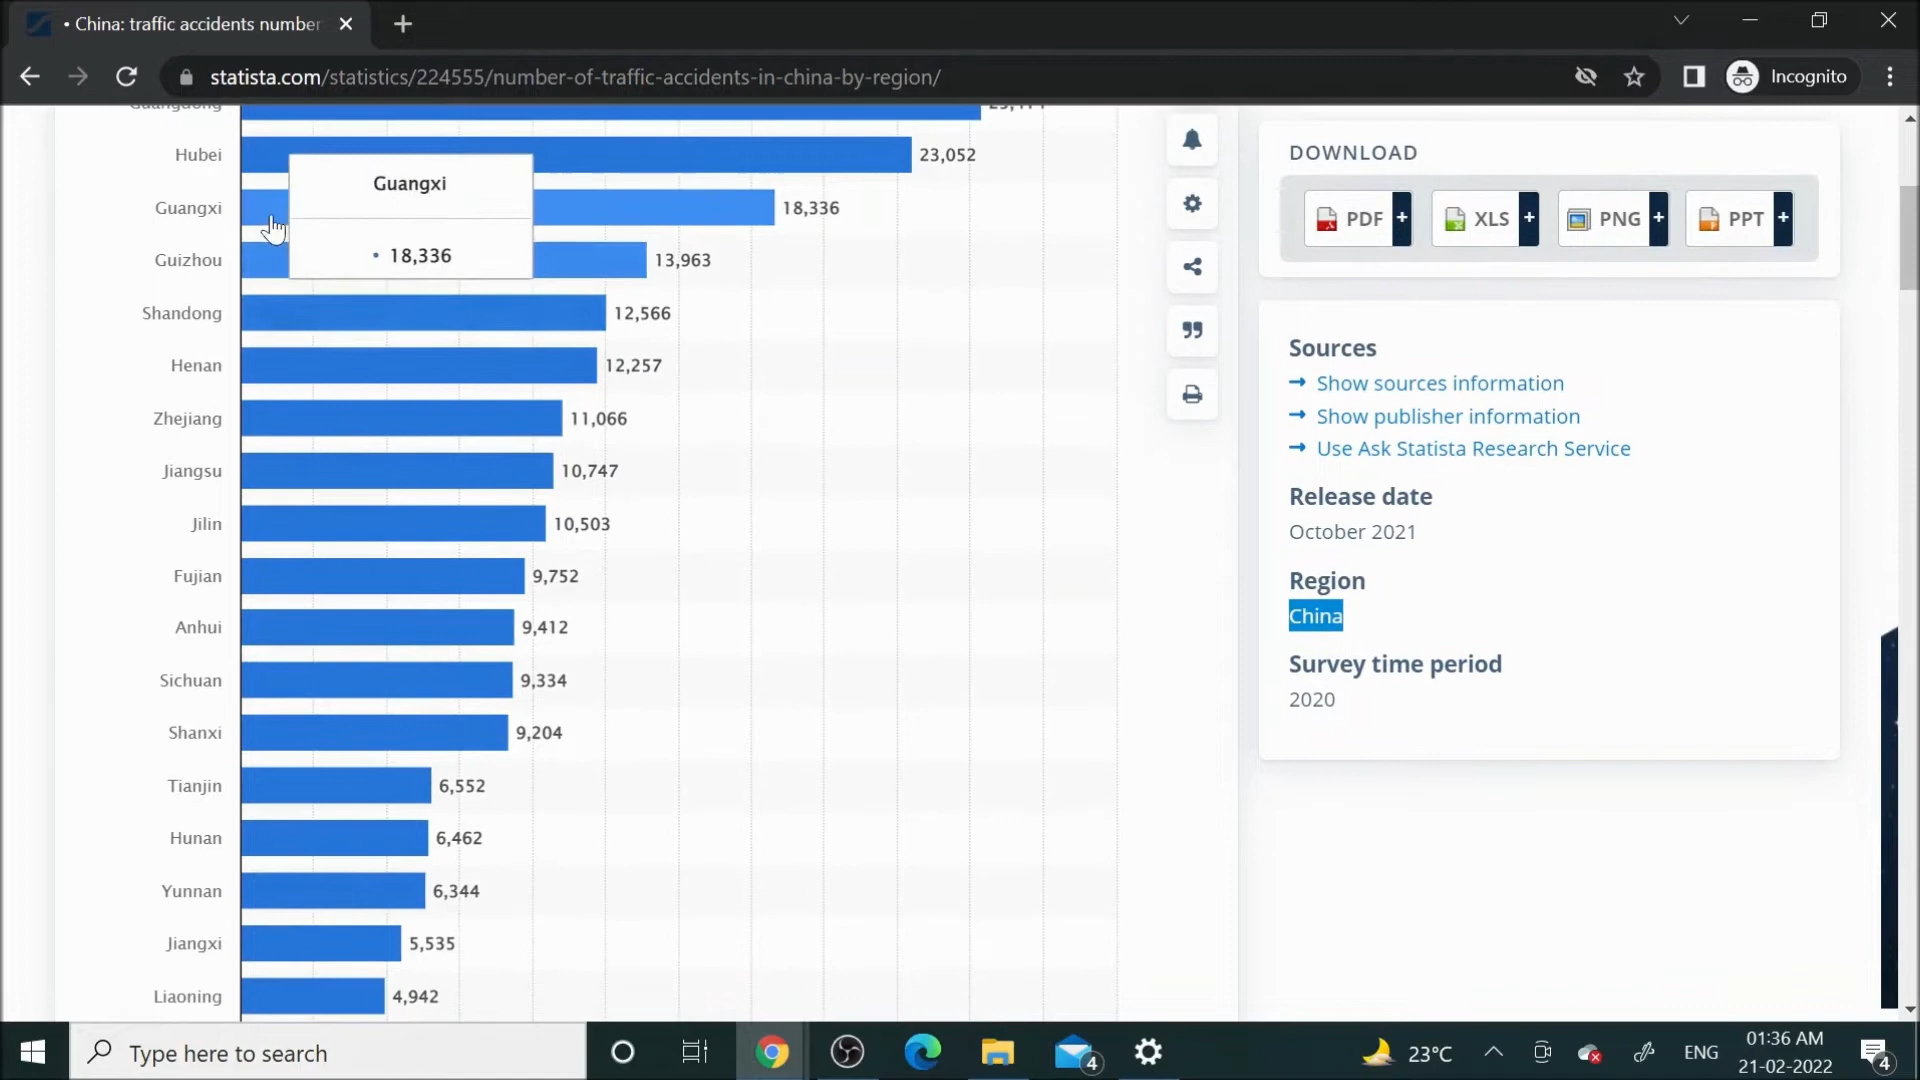 • China: traffic accidents number
statista.com/statistics/224555/number-of-traffic-accidents-in-china-by-region/
Incognito
Guangdong
Hubei
23,052
Guangxi
18,336
Guangxi
18,336
Guizhou
13,963
Shandong
12,566
Henan
12,257
Zhejiang
11,066
Jiangsu
10,747
Jilin
10,503
Fujian
9,752
Anhui
9,412
Sichuan
9,334
Shanxi
9,204
Tianjin
6,552
Hunan
6,462
Yunnan
6,344
Jiangxi
5,535
Liaoning
4,942
DOWNLOAD
PDF +
XLS +
PNG +
PPT +
Sources
→ Show sources information
→ Show publisher information
→ Use Ask Statista Research Service
Release date
October 2021
Region
China
Survey time period
2020
Type here to search
4
23°C
ENG
01:36 AM
21-02-2022
4